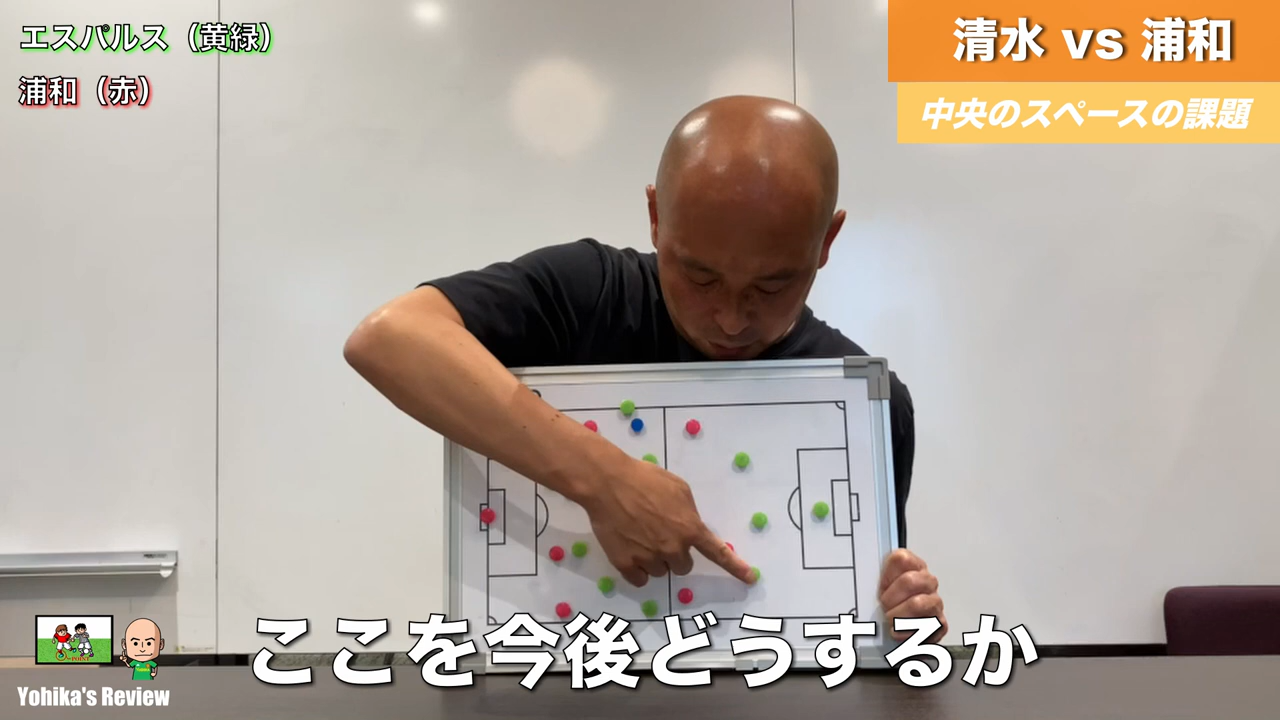 エスパルス（黄緑）
浦和（赤）
清水 vs 浦和
中央のスペースの課題
ここを今後どうするか
Yohika's Review